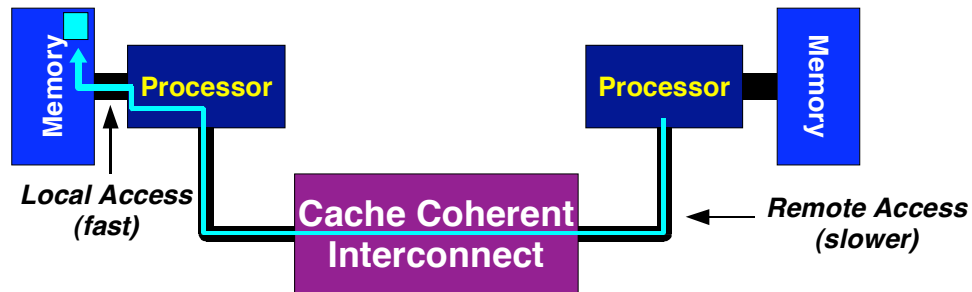 Memory
Processor
Processor
Memory
Local Access
(fast)
Cache Coherent
Interconnect
Remote Access
(slower)